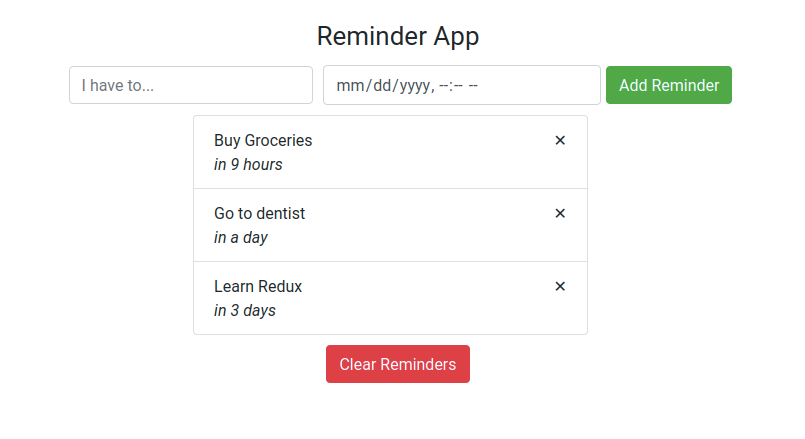 Reminder App
I have to...
mm/dd/yyyy, --:-- --
Add Reminder
Buy Groceries
✕
in 9 hours
Go to dentist
✕
in a day
Learn Redux
✕
in 3 days
Clear Reminders